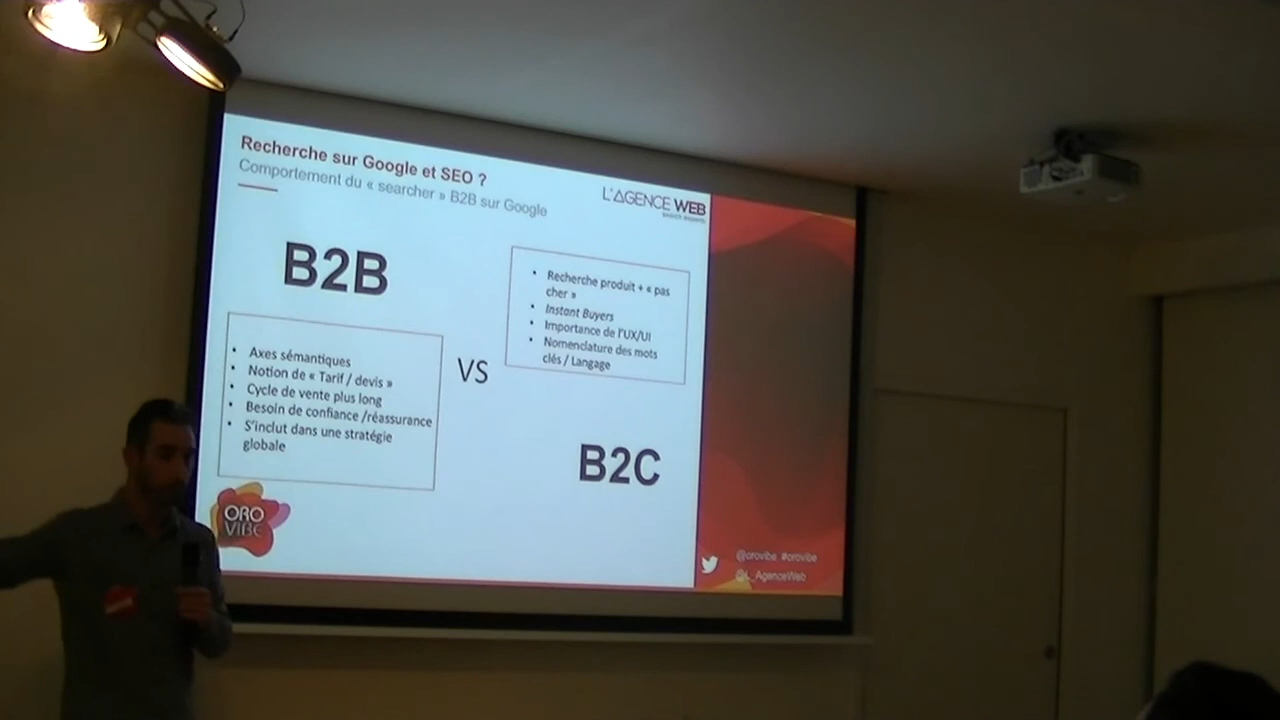 Recherche sur Google et SEO ?
Comportement du « searcher » B2B sur Google
L'AGENCE WEB
search experts
B2B
• Axes sémantiques
• Notion de « Tarif / devis »
• Cycle de vente plus long
• Besoin de confiance /réassurance
• S'inclut dans une stratégie
globale
VS
• Recherche produit + « pas
cher »
• Instant Buyers
• Importance de l'UX/UI
• Nomenclature des mots
clés / Langage
B2C
ORO
VIBE
@orovibe #orovibe
@L_AgenceWeb